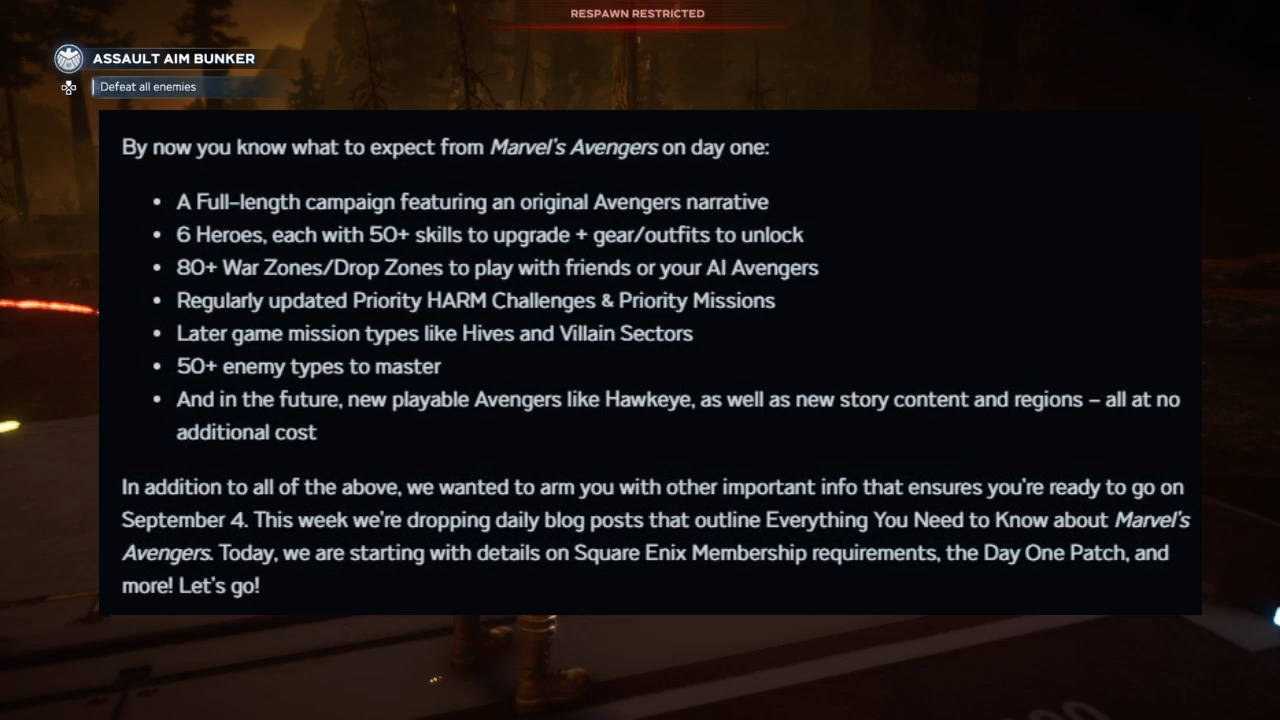 RESPAWN RESTRICTED
ASSAULT AIM BUNKER
Defeat all enemies
By now you know what to expect from Marvel's Avengers on day one:
• A Full-length campaign featuring an original Avengers narrative
• 6 Heroes, each with 50+ skills to upgrade + gear/outfits to unlock
• 80+ War Zones/Drop Zones to play with friends or your AI Avengers
• Regularly updated Priority HARM Challenges & Priority Missions
• Later game mission types like Hives and Villain Sectors
• 50+ enemy types to master
• And in the future, new playable Avengers like Hawkeye, as well as new story content and regions – all at no
additional cost
In addition to all of the above, we wanted to arm you with other important info that ensures you're ready to go on
September 4. This week we're dropping daily blog posts that outline Everything You Need to Know about Marvel's
Avengers. Today, we are starting with details on Square Enix Membership requirements, the Day One Patch, and
more! Let's go!